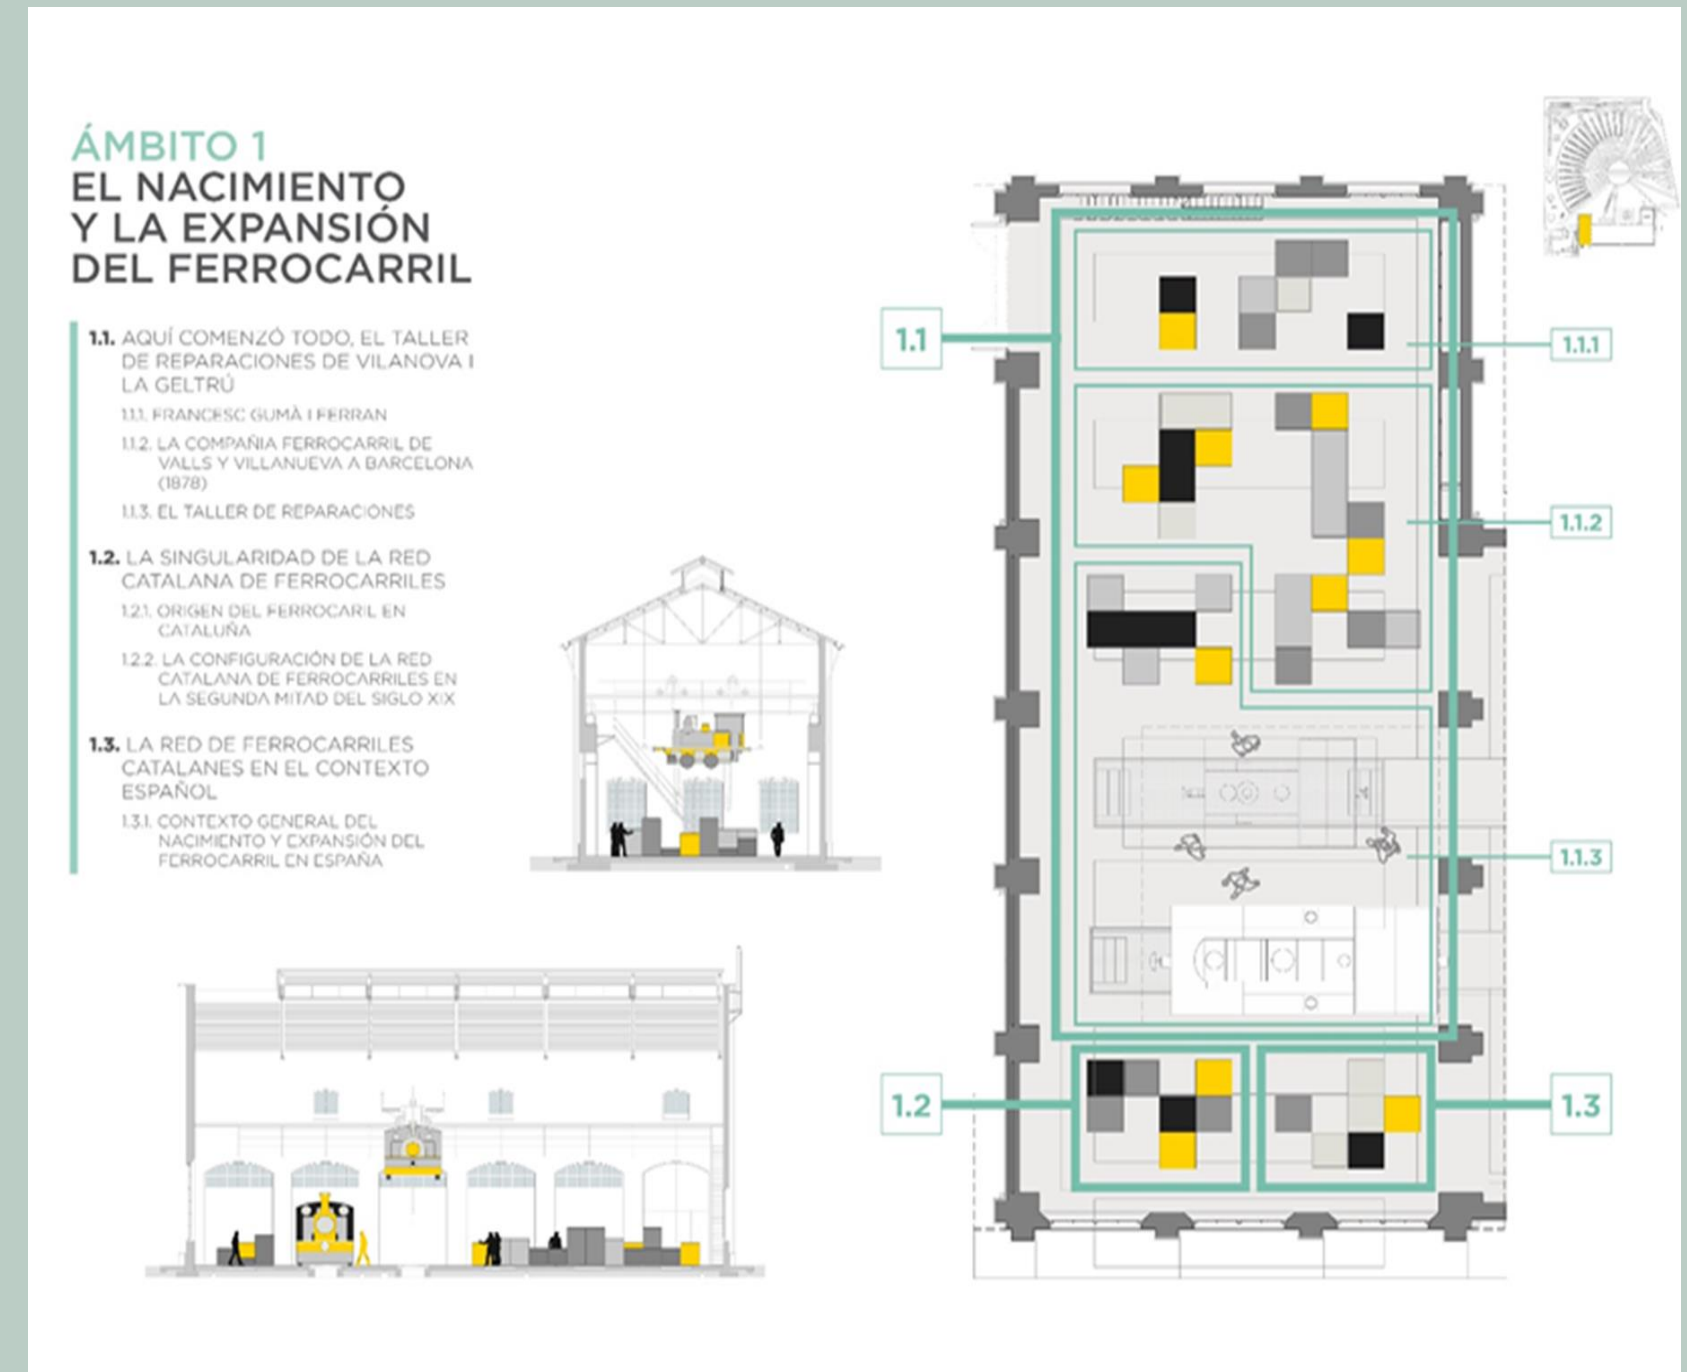 ÁMBITO 1
EL NACIMIENTO
Y LA EXPANSIÓN
DEL FERROCARRIL
1.1. AQUÍ COMENZÓ TODO, EL TALLER
DE REPARACIONES DE VILANOVA I
LA GELTRÚ
1.1.1. FRANCESC GUMÀ I FERRAN
1.1.2. LA COMPAÑIA FERROCARRIL DE
VALLS Y VILLANUEVA A BARCELONA
(1878)
1.1.3. EL TALLER DE REPARACIONES
1.2. LA SINGULARIDAD DE LA RED
CATALANA DE FERROCARRILES
1.2.1. ORIGEN DEL FERROCARIL EN
CATALUÑA
1.2.2. LA CONFIGURACIÓN DE LA RED
CATALANA DE FERROCARRILES EN
LA SEGUNDA MITAD DEL SIGLO XIX
1.3. LA RED DE FERROCARRILES
CATALANES EN EL CONTEXTO
ESPAÑOL
1.3.1. CONTEXTO GENERAL DEL
NACIMIENTO Y EXPANSIÓN DEL
FERROCARRIL EN ESPAÑA
1.1
1.1.1
1.1.2
1.1.3
1.2
1.3